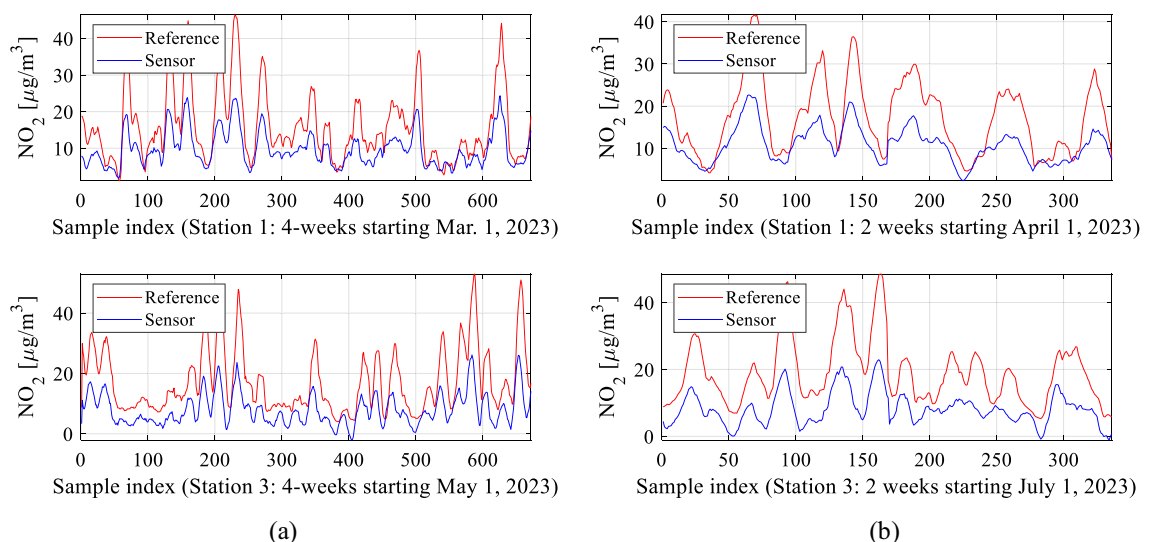 NO2 [μg/m3]
40
30
20
10
Reference
Sensor
0 100 200 300 400 500 600
Sample index (Station 1: 4-weeks starting Mar. 1, 2023)
NO2 [μg/m3]
40
30
20
10
Reference
Sensor
0 50 100 150 200 250 300
Sample index (Station 1: 2 weeks starting April 1, 2023)
NO2 [μg/m3]
40
20
0
Reference
Sensor
0 100 200 300 400 500 600
Sample index (Station 3: 4-weeks starting May 1, 2023)
NO2 [μg/m3]
40
20
0
Reference
Sensor
0 50 100 150 200 250 300
Sample index (Station 3: 2 weeks starting July 1, 2023)
(a)
(b)